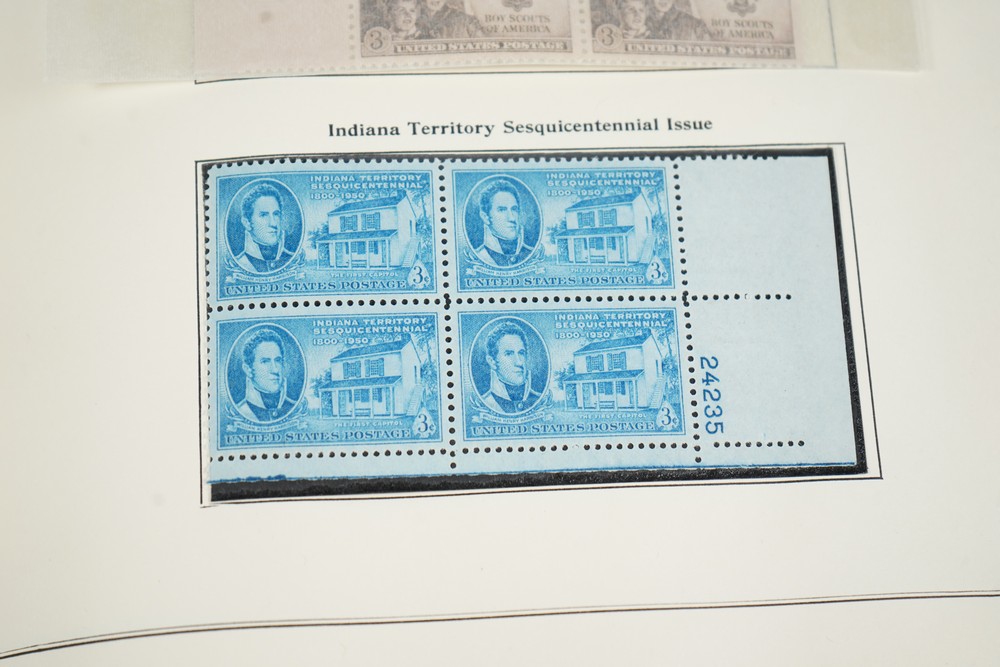 BOY SCOUTS
OF AMERICA
3¢ UNITED STATES POSTAGE
BOY SCOUTS
OF AMERICA
3¢ UNITED STATES POSTAGE
Indiana Territory Sesquicentennial Issue
INDIANA TERRITORY
SESQUICENTENNIAL
1800-1950
THE FIRST CAPITOL
3¢
UNITED STATES POSTAGE
INDIANA TERRITORY
SESQUICENTENNIAL
1800-1950
THE FIRST CAPITOL
3¢
UNITED STATES POSTAGE
INDIANA TERRITORY
SESQUICENTENNIAL
1800-1950
THE FIRST CAPITOL
3¢
UNITED STATES POSTAGE
INDIANA TERRITORY
SESQUICENTENNIAL
1800-1950
THE FIRST CAPITOL
3¢
UNITED STATES POSTAGE
24235